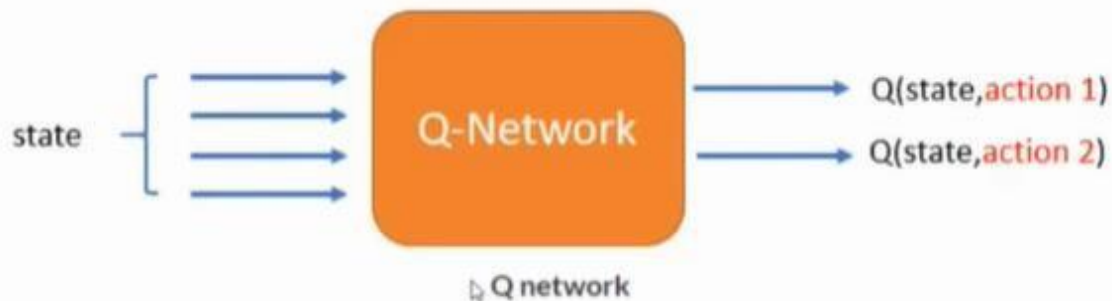 state
Q-Network
Q(state,action 1)
Q(state,action 2)
Q network